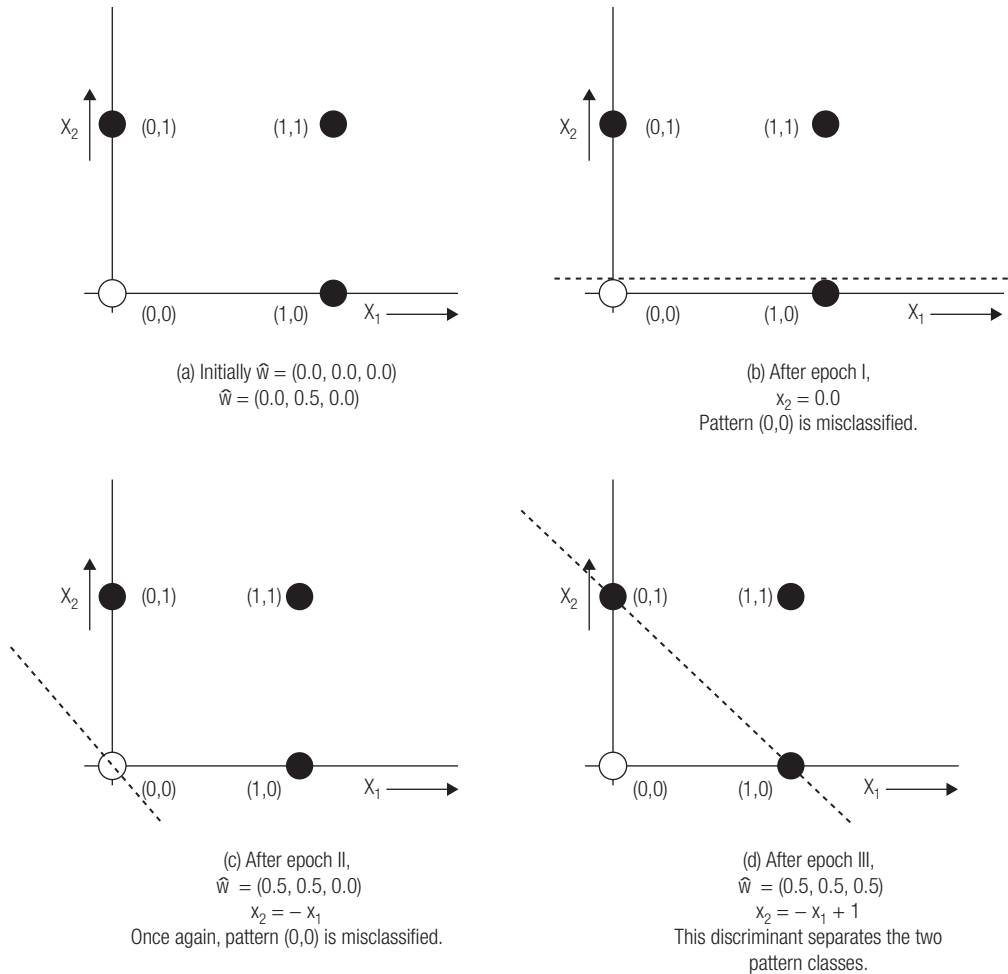 X₂
(0,1)
(1,1)
(0,0)
(1,0)
X₁
(a) Initially ŵ = (0.0, 0.0, 0.0)
ŵ = (0.0, 0.5, 0.0)
X₂
(0,1)
(1,1)
(0,0)
(1,0)
X₁
(b) After epoch I,
x₂ = 0.0
Pattern (0,0) is misclassified.
X₂
(0,1)
(1,1)
(0,0)
(1,0)
X₁
(c) After epoch II,
ŵ = (0.5, 0.5, 0.0)
x₂ = – x₁
Once again, pattern (0,0) is misclassified.
X₂
(0,1)
(1,1)
(0,0)
(1,0)
X₁
(d) After epoch III,
ŵ = (0.5, 0.5, 0.5)
x₂ = – x₁ + 1
This discriminant separates the two
pattern classes.